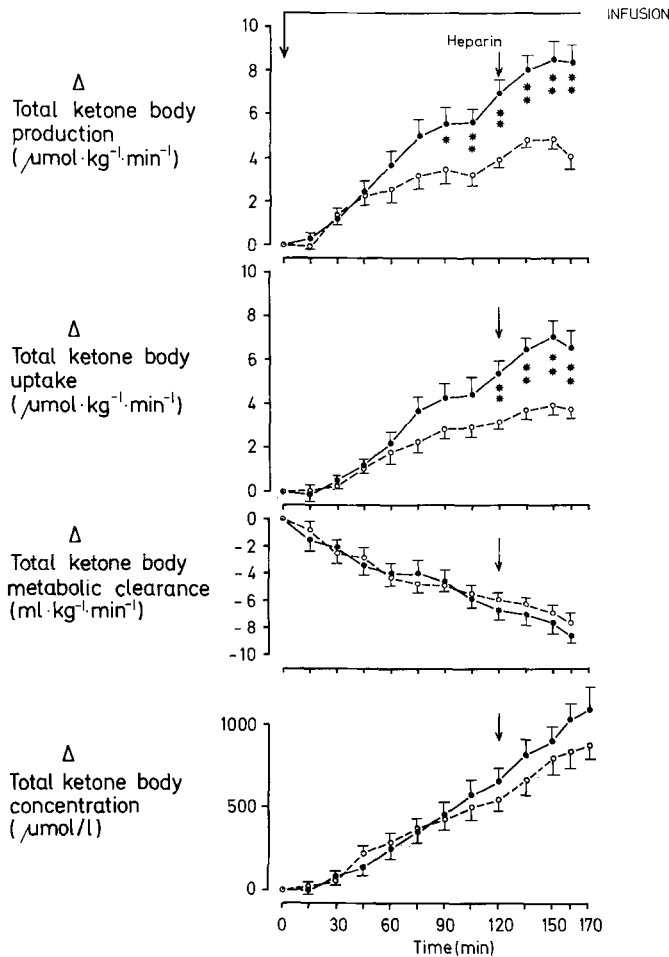 INFUSION
Heparin
Δ
Total ketone body
production
(μmol·kg⁻¹·min⁻¹)
10
8
6
4
2
0
**
Δ
Total ketone body
uptake
(μmol·kg⁻¹·min⁻¹)
10
8
6
4
2
0
Δ
Total ketone body
metabolic clearance
(ml·kg⁻¹·min⁻¹)
0
-2
-4
-6
-8
-10
Δ
Total ketone body
concentration
(μmol/l)
1000
500
0
0 30 60 90 120 150 170
Time (min)